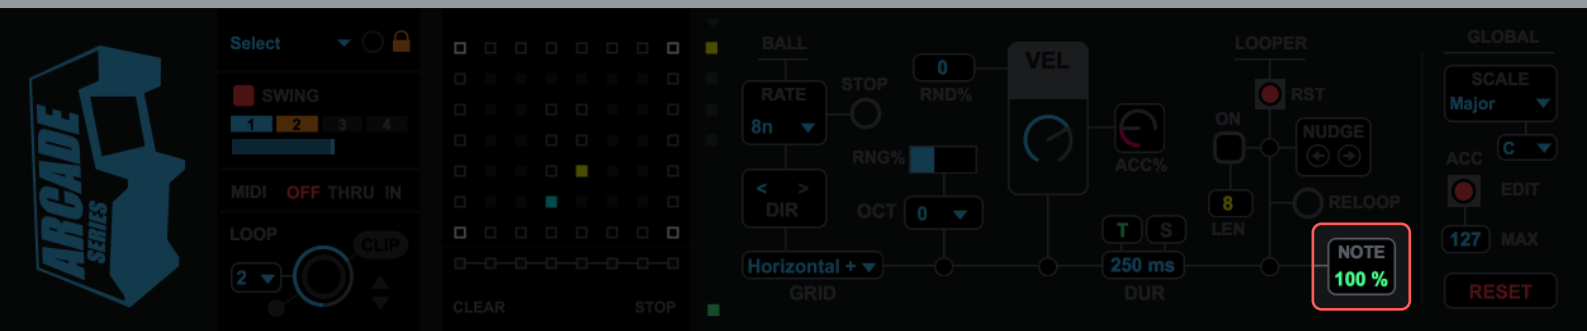 ARCADE
SERIES
Select
SWING
1 2 3 4
MIDI OFF THRU IN
LOOP
CLIP
2
CLEAR STOP
BALL
RATE
8n
STOP
< >
DIR
Horizontal +
GRID
0
RND%
RNG%
OCT 0
VEL
ACC%
T S
250 ms
DUR
LOOPER
RST
ON
NUDGE
8
LEN
RELOOP
NOTE
100 %
GLOBAL
SCALE
Major
C
ACC
EDIT
127 MAX
RESET